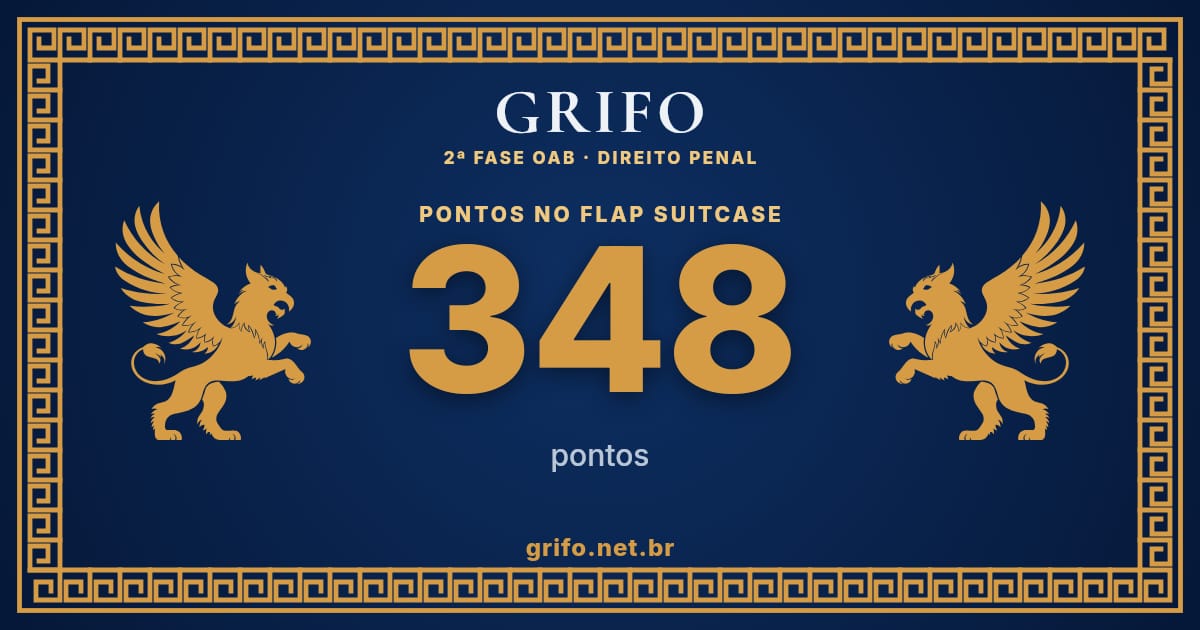 GRIFO
2ª FASE OAB · DIREITO PENAL
PONTOS NO FLAP SUITCASE
348
pontos
grifo.net.br